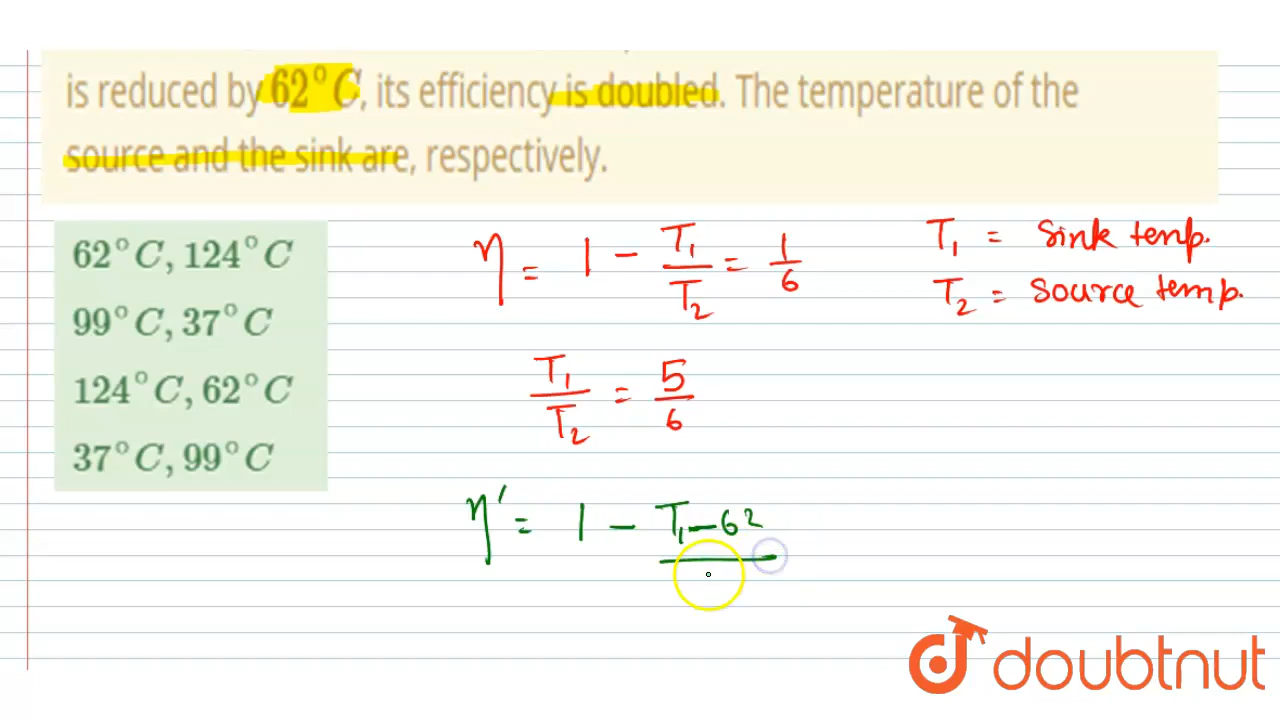 is reduced by 62°C, its efficiency is doubled. The temperature of the
source and the sink are, respectively.
62°C, 124°C
99°C, 37°C
124°C, 62°C
37°C, 99°C
η = 1 - T₁/T₂ = 1/6
T₁ = Sink temp.
T₂ = Source temp.
T₁/T₂ = 5/6
η' = 1 - T₁-62
doubtnut